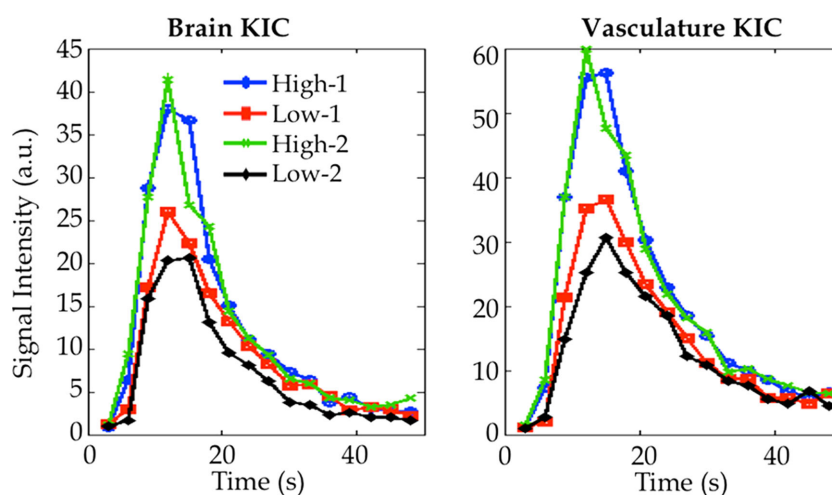 Brain KIC
Vasculature KIC
45
40
35
30
25
20
15
10
5
0
Signal Intensity (a.u.)
High-1
Low-1
High-2
Low-2
0
20
40
Time (s)
60
50
40
30
20
10
0
0
20
40
Time (s)